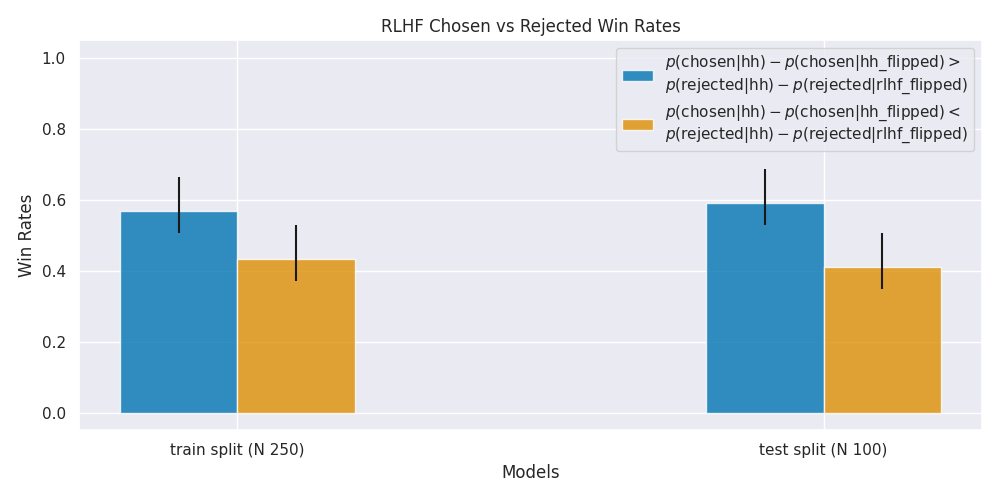 RLHF Chosen vs Rejected Win Rates
p(chosen|hh) − p(chosen|hh_flipped) >
p(rejected|hh) − p(rejected|rlhf_flipped)
p(chosen|hh) − p(chosen|hh_flipped) <
p(rejected|hh) − p(rejected|rlhf_flipped)
Win Rates
1.0
0.8
0.6
0.4
0.2
0.0
train split (N 250)
test split (N 100)
Models